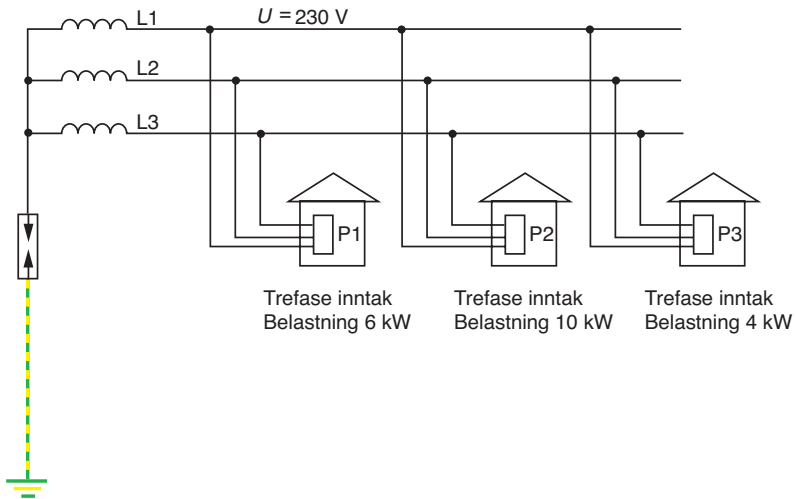 L1
U = 230 V
L2
L3
P1
P2
P3
Trefase inntak
Belastning 6 kW
Trefase inntak
Belastning 10 kW
Trefase inntak
Belastning 4 kW